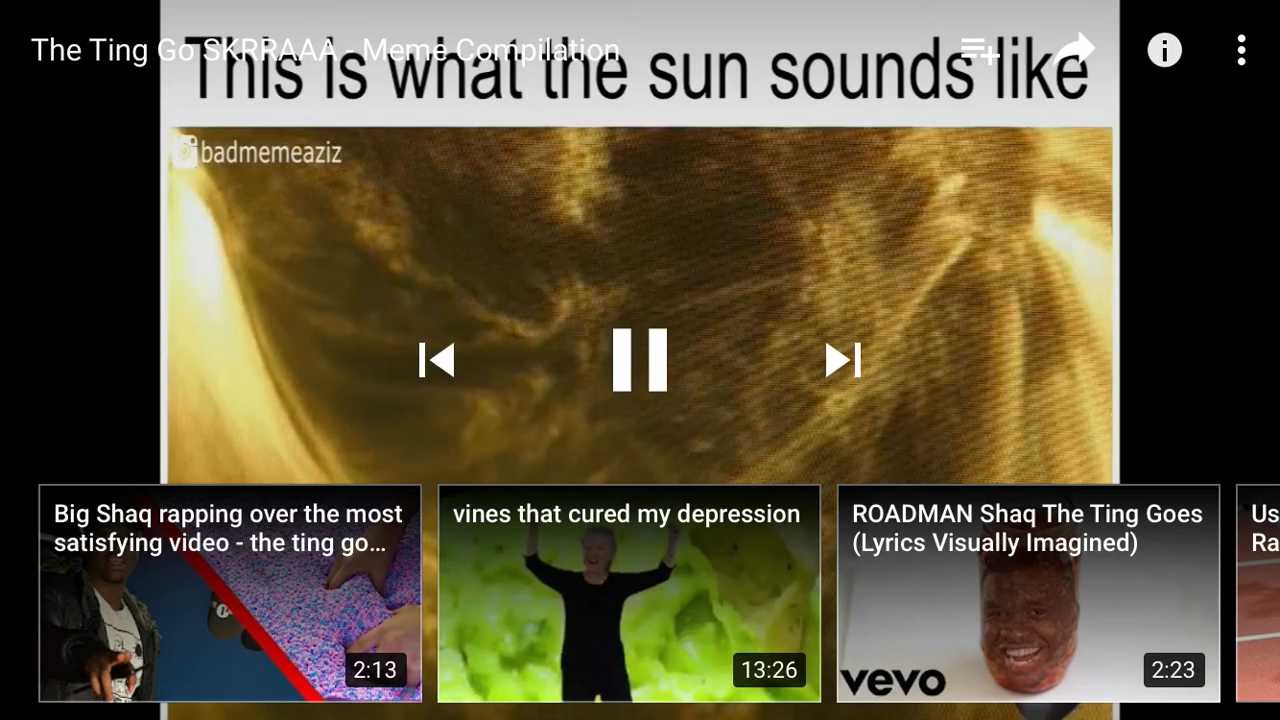 The Ting Go SKRRAAA - Meme Compilation
This is what the sun sounds like
badmemeaziz
Big Shaq rapping over the most
satisfying video - the ting go...
2:13
vines that cured my depression
13:26
ROADMAN Shaq The Ting Goes
(Lyrics Visually Imagined)
vevo
2:23
Us
Ra